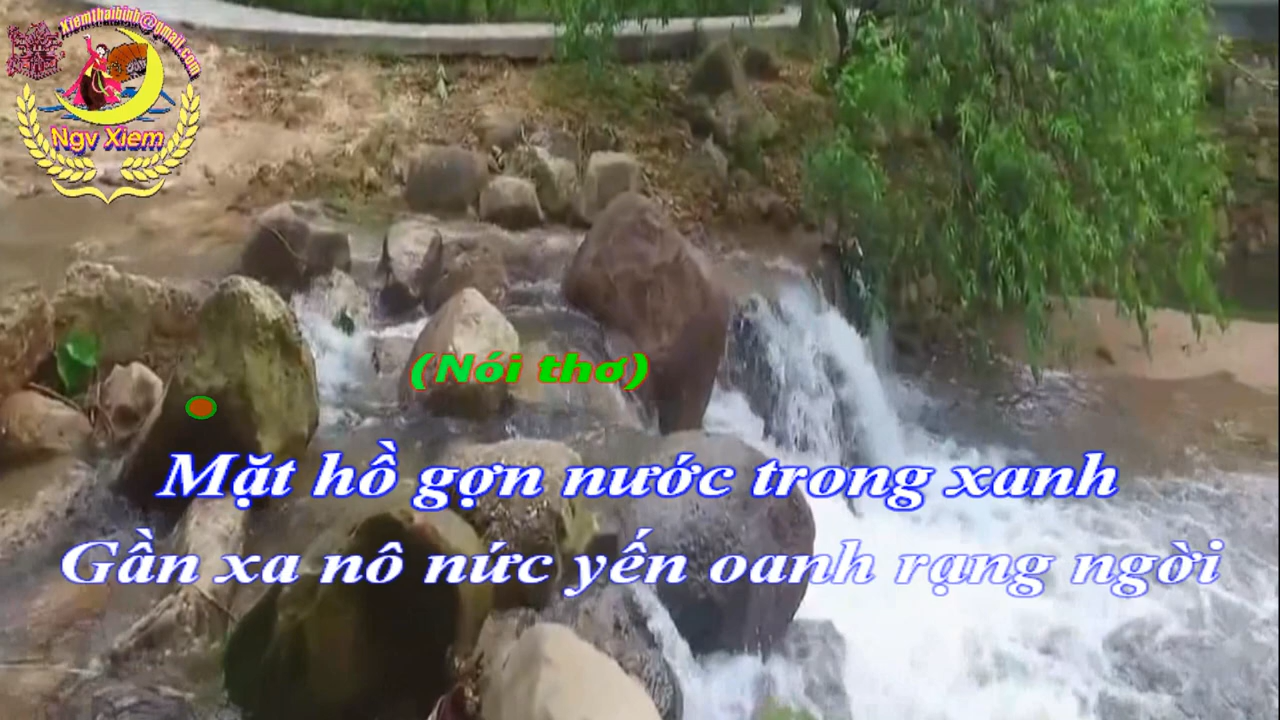 Xiemthaibinh@gmail.com
Ngv Xiem
(Nói thơ)
Mặt hồ gợn nước trong xanh
Gần xa nô nức yến oanh rạng ngời